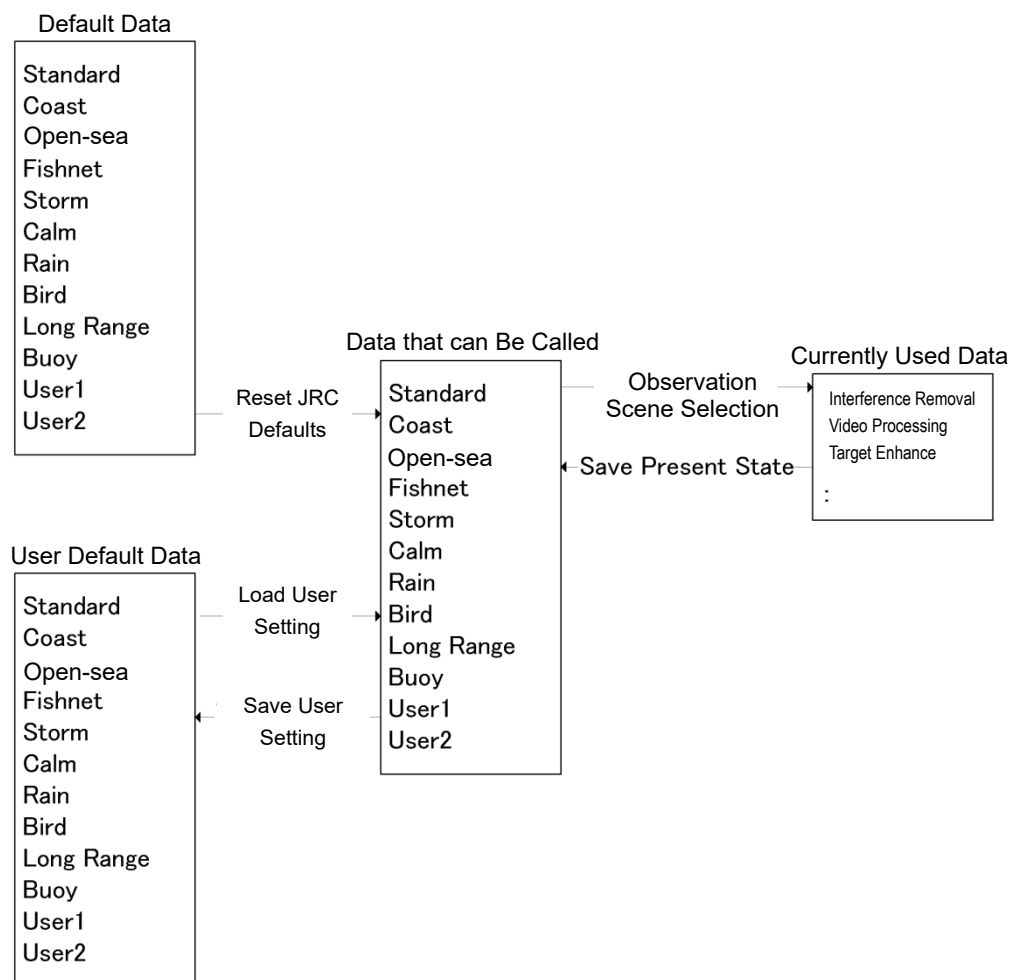 Default Data
Standard
Coast
Open-sea
Fishnet
Storm
Calm
Rain
Bird
Long Range
Buoy
User1
User2
Reset JRC
Defaults
User Default Data
Standard
Coast
Open-sea
Fishnet
Storm
Calm
Rain
Bird
Long Range
Buoy
User1
User2
Load User
Setting
Save User
Setting
Data that can Be Called
Standard
Coast
Open-sea
Fishnet
Storm
Calm
Rain
Bird
Long Range
Buoy
User1
User2
Observation
Scene Selection
Save Present State
Currently Used Data
Interference Removal
Video Processing
Target Enhance
: